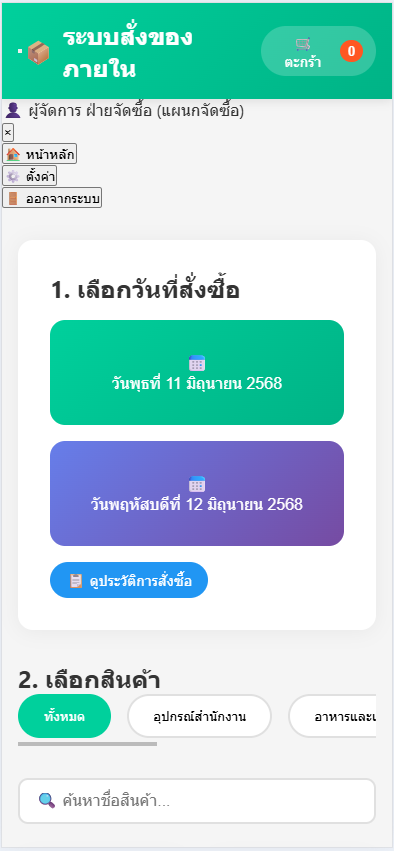 ระบบสั่งของ
ภายใน
ตะกร้า
0
ผู้จัดการ ฝ่ายจัดซื้อ (แผนกจัดซื้อ)
×
หน้าหลัก
ตั้งค่า
ออกจากระบบ
1. เลือกวันที่สั่งซื้อ
วันพุธที่ 11 มิถุนายน 2568
วันพฤหัสบดีที่ 12 มิถุนายน 2568
ดูประวัติการสั่งซื้อ
2. เลือกสินค้า
ทั้งหมด
อุปกรณ์สำนักงาน
อาหารและเ
ค้นหาชื่อสินค้า...